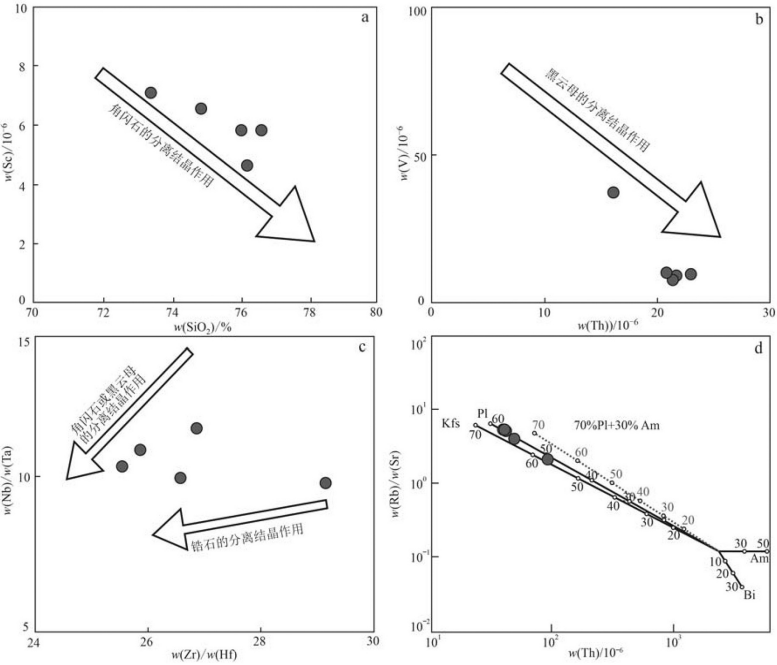 a
10
8
6
4
2
0
w(Sc)/10⁻⁶
角闪石的分离结晶作用
70
72
74
76
78
80
w(SiO₂)/%
b
100
50
0
w(V)/10⁻⁶
黑云母的分离结晶作用
0
10
20
30
w(Th))/10⁻⁶
c
15
10
5
w(Nb)/w(Ta)
角闪石或黑云母
的分离结晶作用
锆石的分离结晶作用
24
26
28
30
w(Zr)/w(Hf)
d
10²
10¹
10⁰
10⁻¹
10⁻²
w(Rb)/w(Sr)
Kfs
Pl
60
70
70
70%Pl+30% Am
50
60
60
50
50
40
40
40
30
30
20
20
30
50
Am
10
20
30
Bi
10¹
10²
10³
w(Th)/10⁻⁶